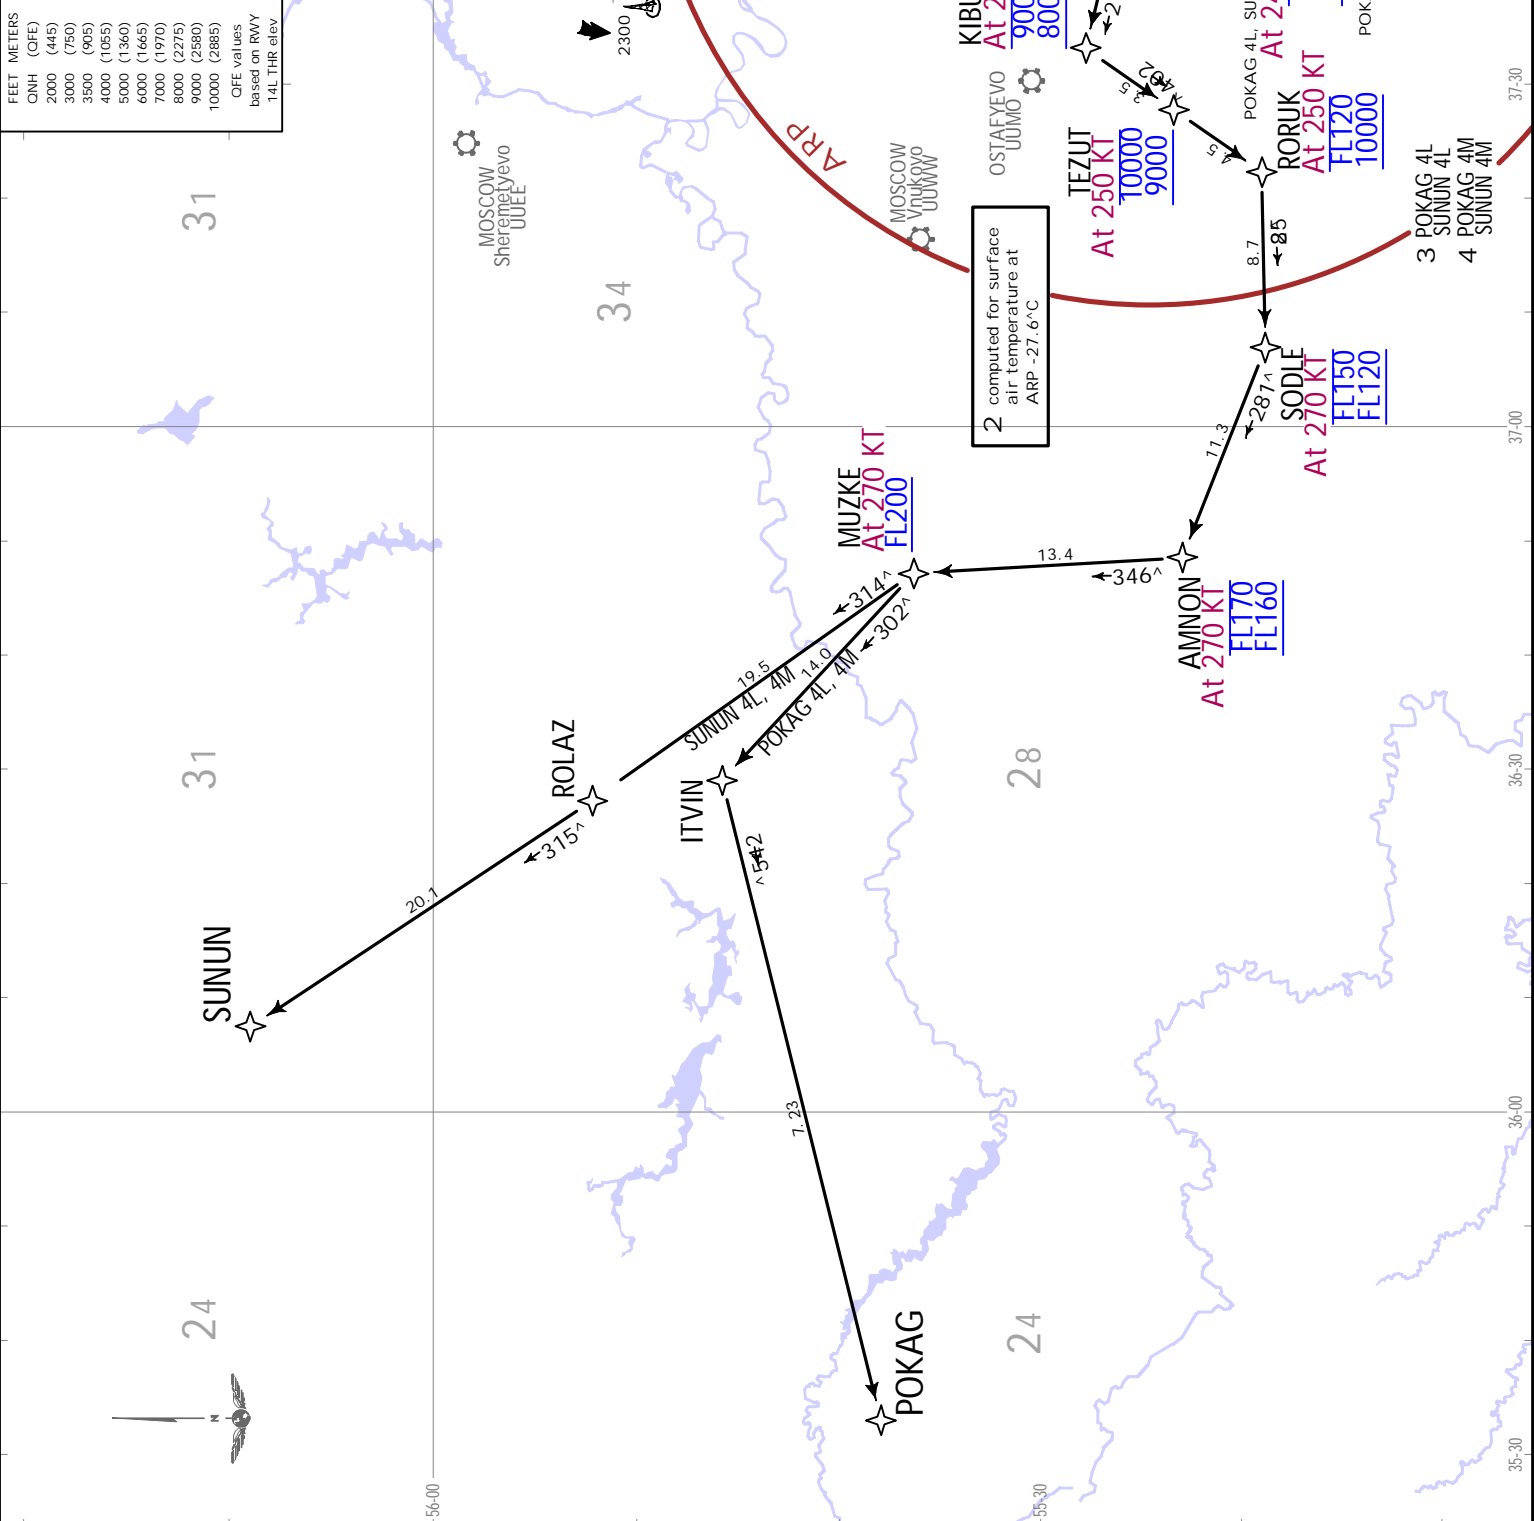 FEET METERS
QNH (QFE)
2000 (445)
3000 (750)
3500 (905)
4000 (1055)
5000 (1360)
6000 (1665)
7000 (1970)
8000 (2275)
9000 (2580)
10000 (2885)
QFE values
based on RWY
14L THR elev
2300
31
34
MOSCOW
Sheremetyevo
UUEE
ARP
MOSCOW
Vnukovo
UUWW
OSTAFYEVO
UUMO
3.5
4.5
TEZUT
At 250 KT
10000
9000
POKAG 4L, SU
RORUK
At 250 KT
FL120
10000
37-30
3 POKAG 4L
SUNUN 4L
4 POKAG 4M
SUNUN 4M
8.7
2 computed for surface
air temperature at
ARP -27.6^C
SODLE
At 270 KT
FL150
FL120
287^
11.3
37-00
MUZKE
At 270 KT
FL200
13.4
346^
AMNON
At 270 KT
FL170
FL160
314^
302^
19.5
SUNUN 4L, 4M
14.0
POKAG 4L, 4M
31
ROLAZ
ITVIN
28
36-30
315^
20.1
SUNUN
7.23
36-00
24
POKAG
24
N
56-00
55-30
35-30